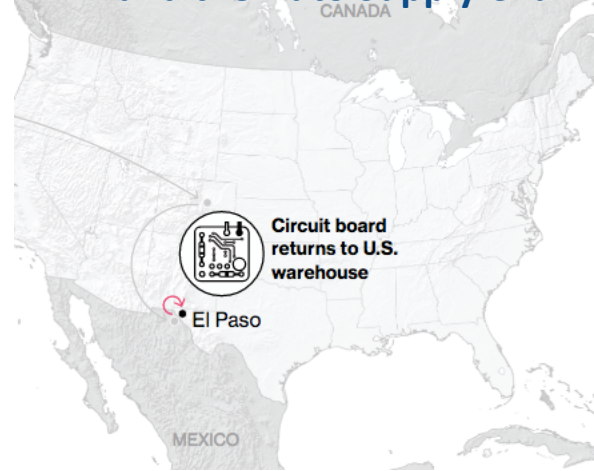 CANADA
Circuit board
returns to U.S.
warehouse
El Paso
MEXICO